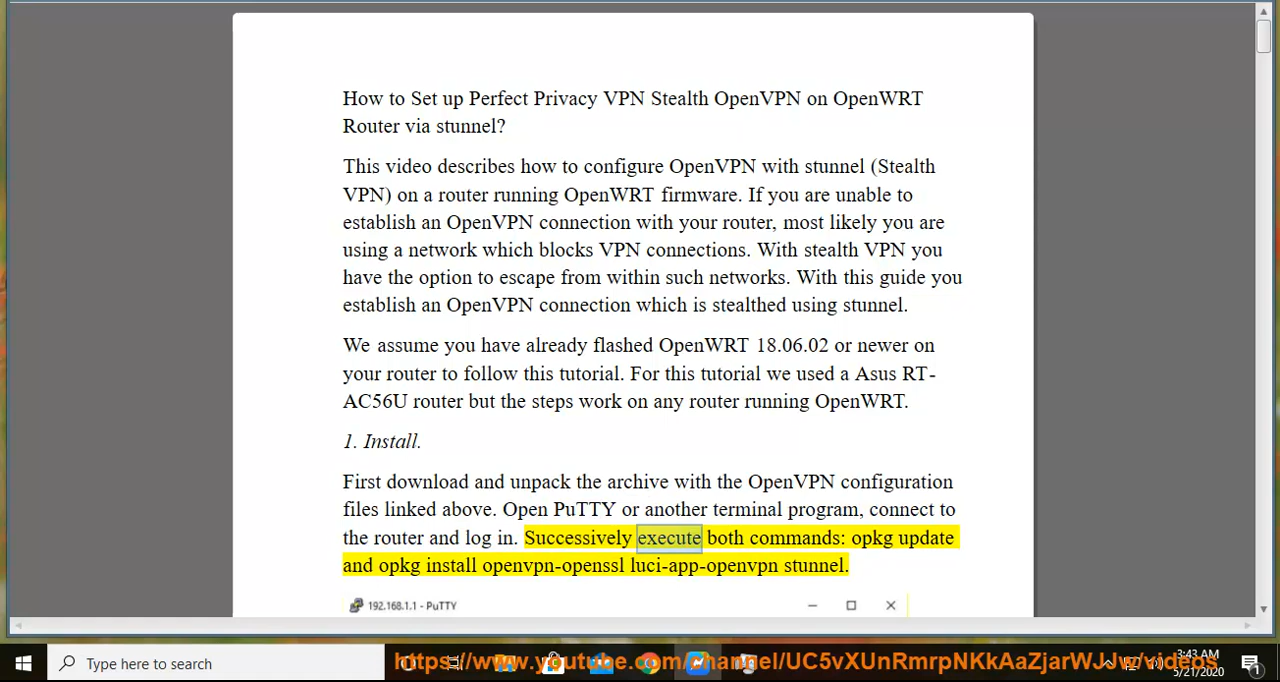 How to Set up Perfect Privacy VPN Stealth OpenVPN on OpenWRT
Router via stunnel?
This video describes how to configure OpenVPN with stunnel (Stealth
VPN) on a router running OpenWRT firmware. If you are unable to
establish an OpenVPN connection with your router, most likely you are
using a network which blocks VPN connections. With stealth VPN you
have the option to escape from within such networks. With this guide you
establish an OpenVPN connection which is stealthed using stunnel.
We assume you have already flashed OpenWRT 18.06.02 or newer on
your router to follow this tutorial. For this tutorial we used a Asus RT-
AC56U router but the steps work on any router running OpenWRT.
1. Install.
First download and unpack the archive with the OpenVPN configuration
files linked above. Open PuTTY or another terminal program, connect to
the router and log in. Successively execute both commands: opkg update
and opkg install openvpn-openssl luci-app-openvpn stunnel.
192.168.1.1 - PuTTY
Type here to search
https://www.youtube.com/channel/UC5vXUnRmrpNKkAaZjarWJJw/videos
3:43 AM
5/21/2020
1